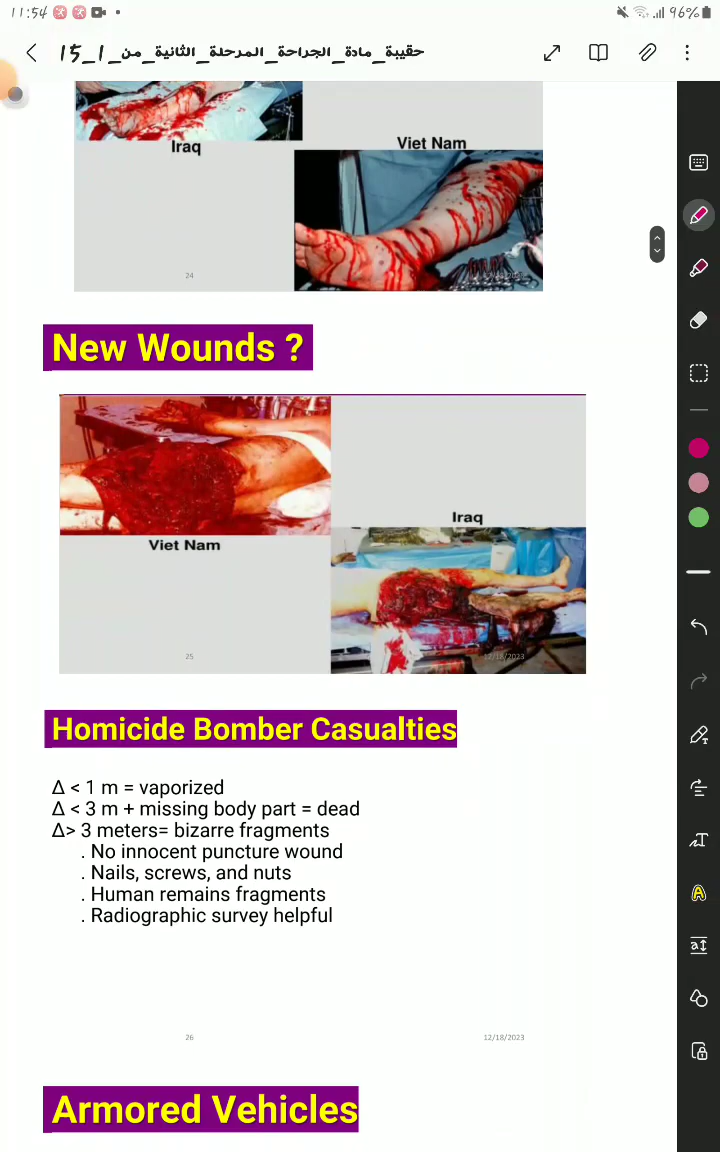 11:54
96%
حقيبة_مادة_الجراحة_المرحلة_الثانية_من_1_15
Iraq
Viet Nam
24
New Wounds ?
Iraq
Viet Nam
25
12/18/2023
Homicide Bomber Casualties
Δ < 1 m = vaporized
Δ < 3 m + missing body part = dead
Δ> 3 meters= bizarre fragments
. No innocent puncture wound
. Nails, screws, and nuts
. Human remains fragments
. Radiographic survey helpful
26
12/18/2023
Armored Vehicles